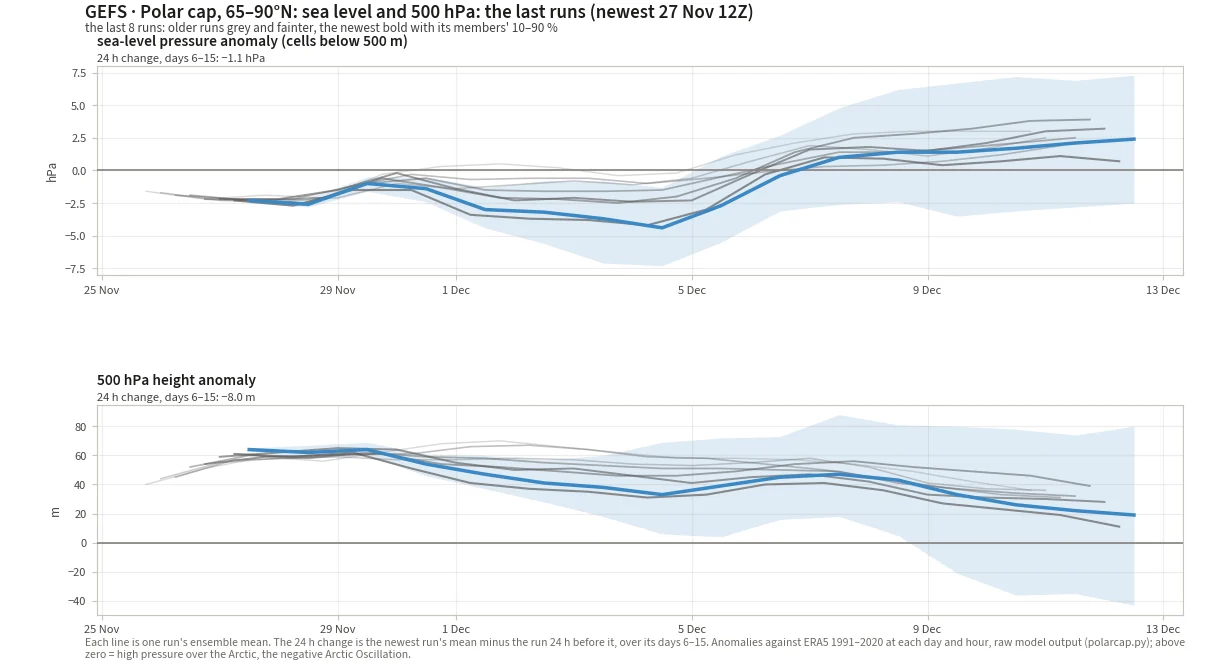 GEFS · Polar cap, 65–90°N: sea level and 500 hPa: the last runs (newest 27 Nov 12Z)
the last 8 runs: older runs grey and fainter, the newest bold with its members' 10–90 %
sea-level pressure anomaly (cells below 500 m)
24 h change, days 6–15: −1.1 hPa
7.5
5.0
2.5
0.0
−2.5
−5.0
−7.5
hPa
25 Nov
29 Nov
1 Dec
5 Dec
9 Dec
13 Dec
500 hPa height anomaly
24 h change, days 6–15: −8.0 m
80
60
40
20
0
−20
−40
m
25 Nov
29 Nov
1 Dec
5 Dec
9 Dec
13 Dec
Each line is one run's ensemble mean. The 24 h change is the newest run's mean minus the run 24 h before it, over its days 6–15. Anomalies against ERA5 1991–2020 at each day and hour, raw model output (polarcap.py); above
zero = high pressure over the Arctic, the negative Arctic Oscillation.